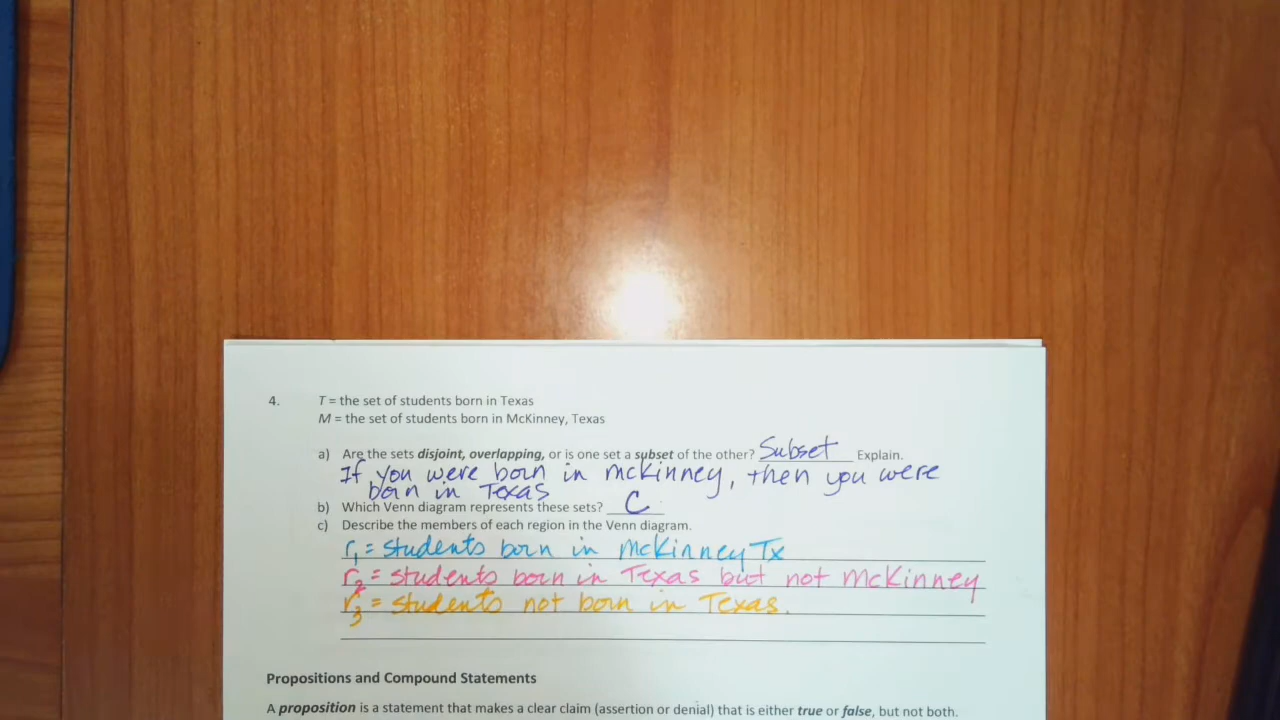 4. T = the set of students born in Texas
M = the set of students born in McKinney, Texas
a) Are the sets disjoint, overlapping, or is one set a subset of the other? Subset Explain.
If you were born in mckinney, then you were
born in Texas
b) Which Venn diagram represents these sets? C
c) Describe the members of each region in the Venn diagram.
r₁ = students born in McKinney Tx
r₂ = students born in Texas but not McKinney
r₃ = students not born in Texas.
Propositions and Compound Statements
A proposition is a statement that makes a clear claim (assertion or denial) that is either true or false, but not both.